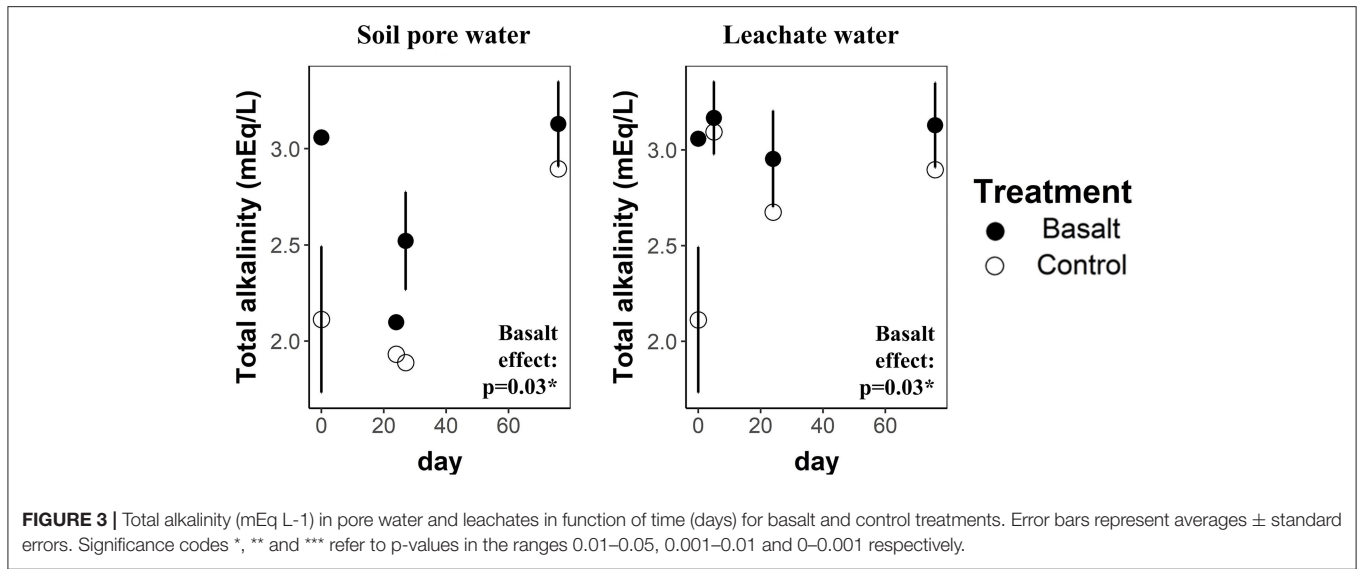 Soil pore water
Leachate water
Total alkalinity (mEq/L)
3.0
2.5
2.0
Basalt
effect:
p=0.03*
0 20 40 60
day
Total alkalinity (mEq/L)
3.0
2.5
2.0
Basalt
effect:
p=0.03*
0 20 40 60
day
Treatment
Basalt
Control
FIGURE 3 | Total alkalinity (mEq L-1) in pore water and leachates in function of time (days) for basalt and control treatments. Error bars represent averages ± standard
errors. Significance codes *, ** and *** refer to p-values in the ranges 0.01–0.05, 0.001–0.01 and 0–0.001 respectively.